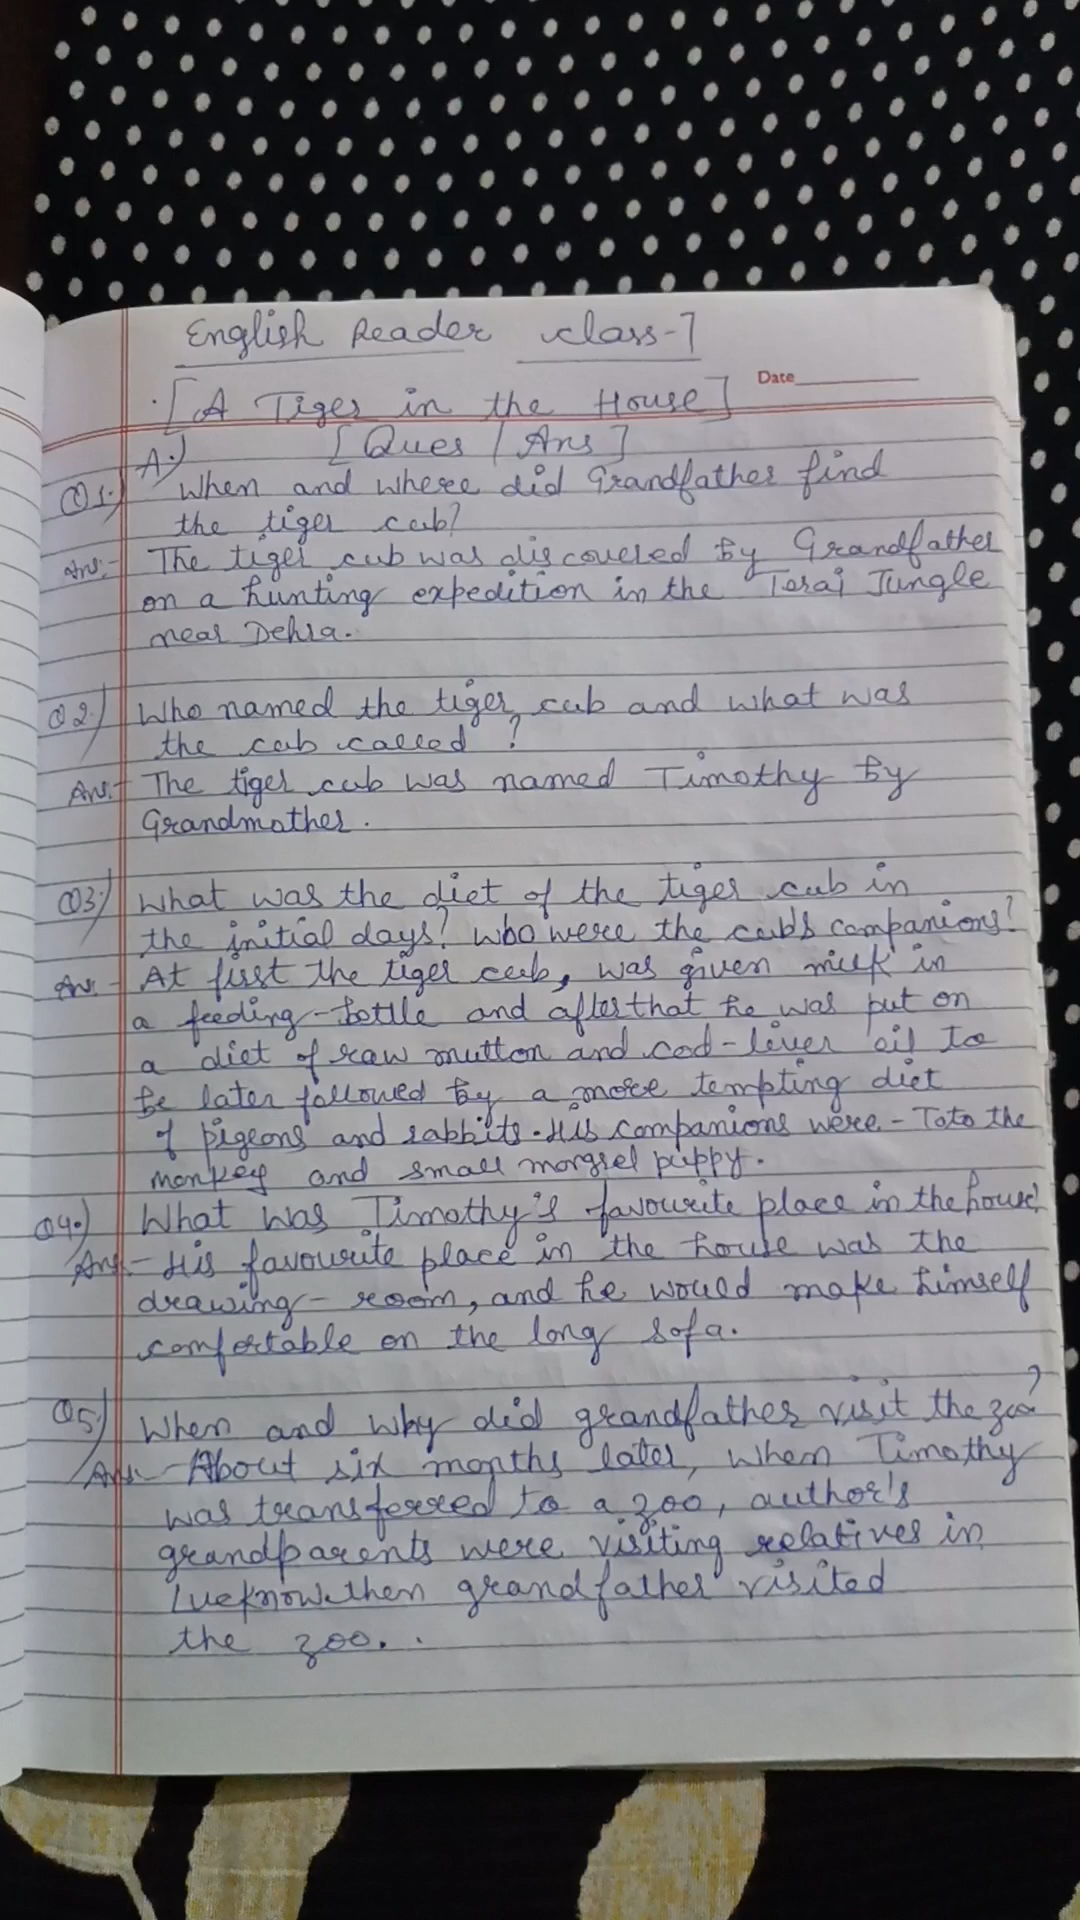 English Reader class-7
Date
[A Tiger in the House]
[Ques / Ans]
A.)
Q1.) When and where did Grandfather find
the tiger cub?
Ans:- The tiger cub was discovered by Grandfather
on a hunting expedition in the Terai Jungle
near Dehra.
Q2.) Who named the tiger cub and what was
the cub called ?
Ans:- The tiger cub was named Timothy by
Grandmother.
Q3.) What was the diet of the tiger cub in
the initial days? Who were the cub's companions?
Ans.- At first the tiger cub, was given milk in
a feeding-bottle and after that he was put on
a diet of raw mutton and cod-liver oil to
be later followed by a more tempting diet
of pigeons and rabbits. His companions were - Toto the
monkey and small mongrel puppy.
Q4.) What was Timothy's favourite place in the house?
Ans.- His favourite place in the house was the
drawing-room, and he would make himself
comfortable on the long sofa.
Q5.) When and why did grandfather visit the zoo?
Ans.- About six months later, when Timothy
was transferred to a zoo, author's
grandparents were visiting relatives in
Lucknow.then grandfather visited
the zoo..